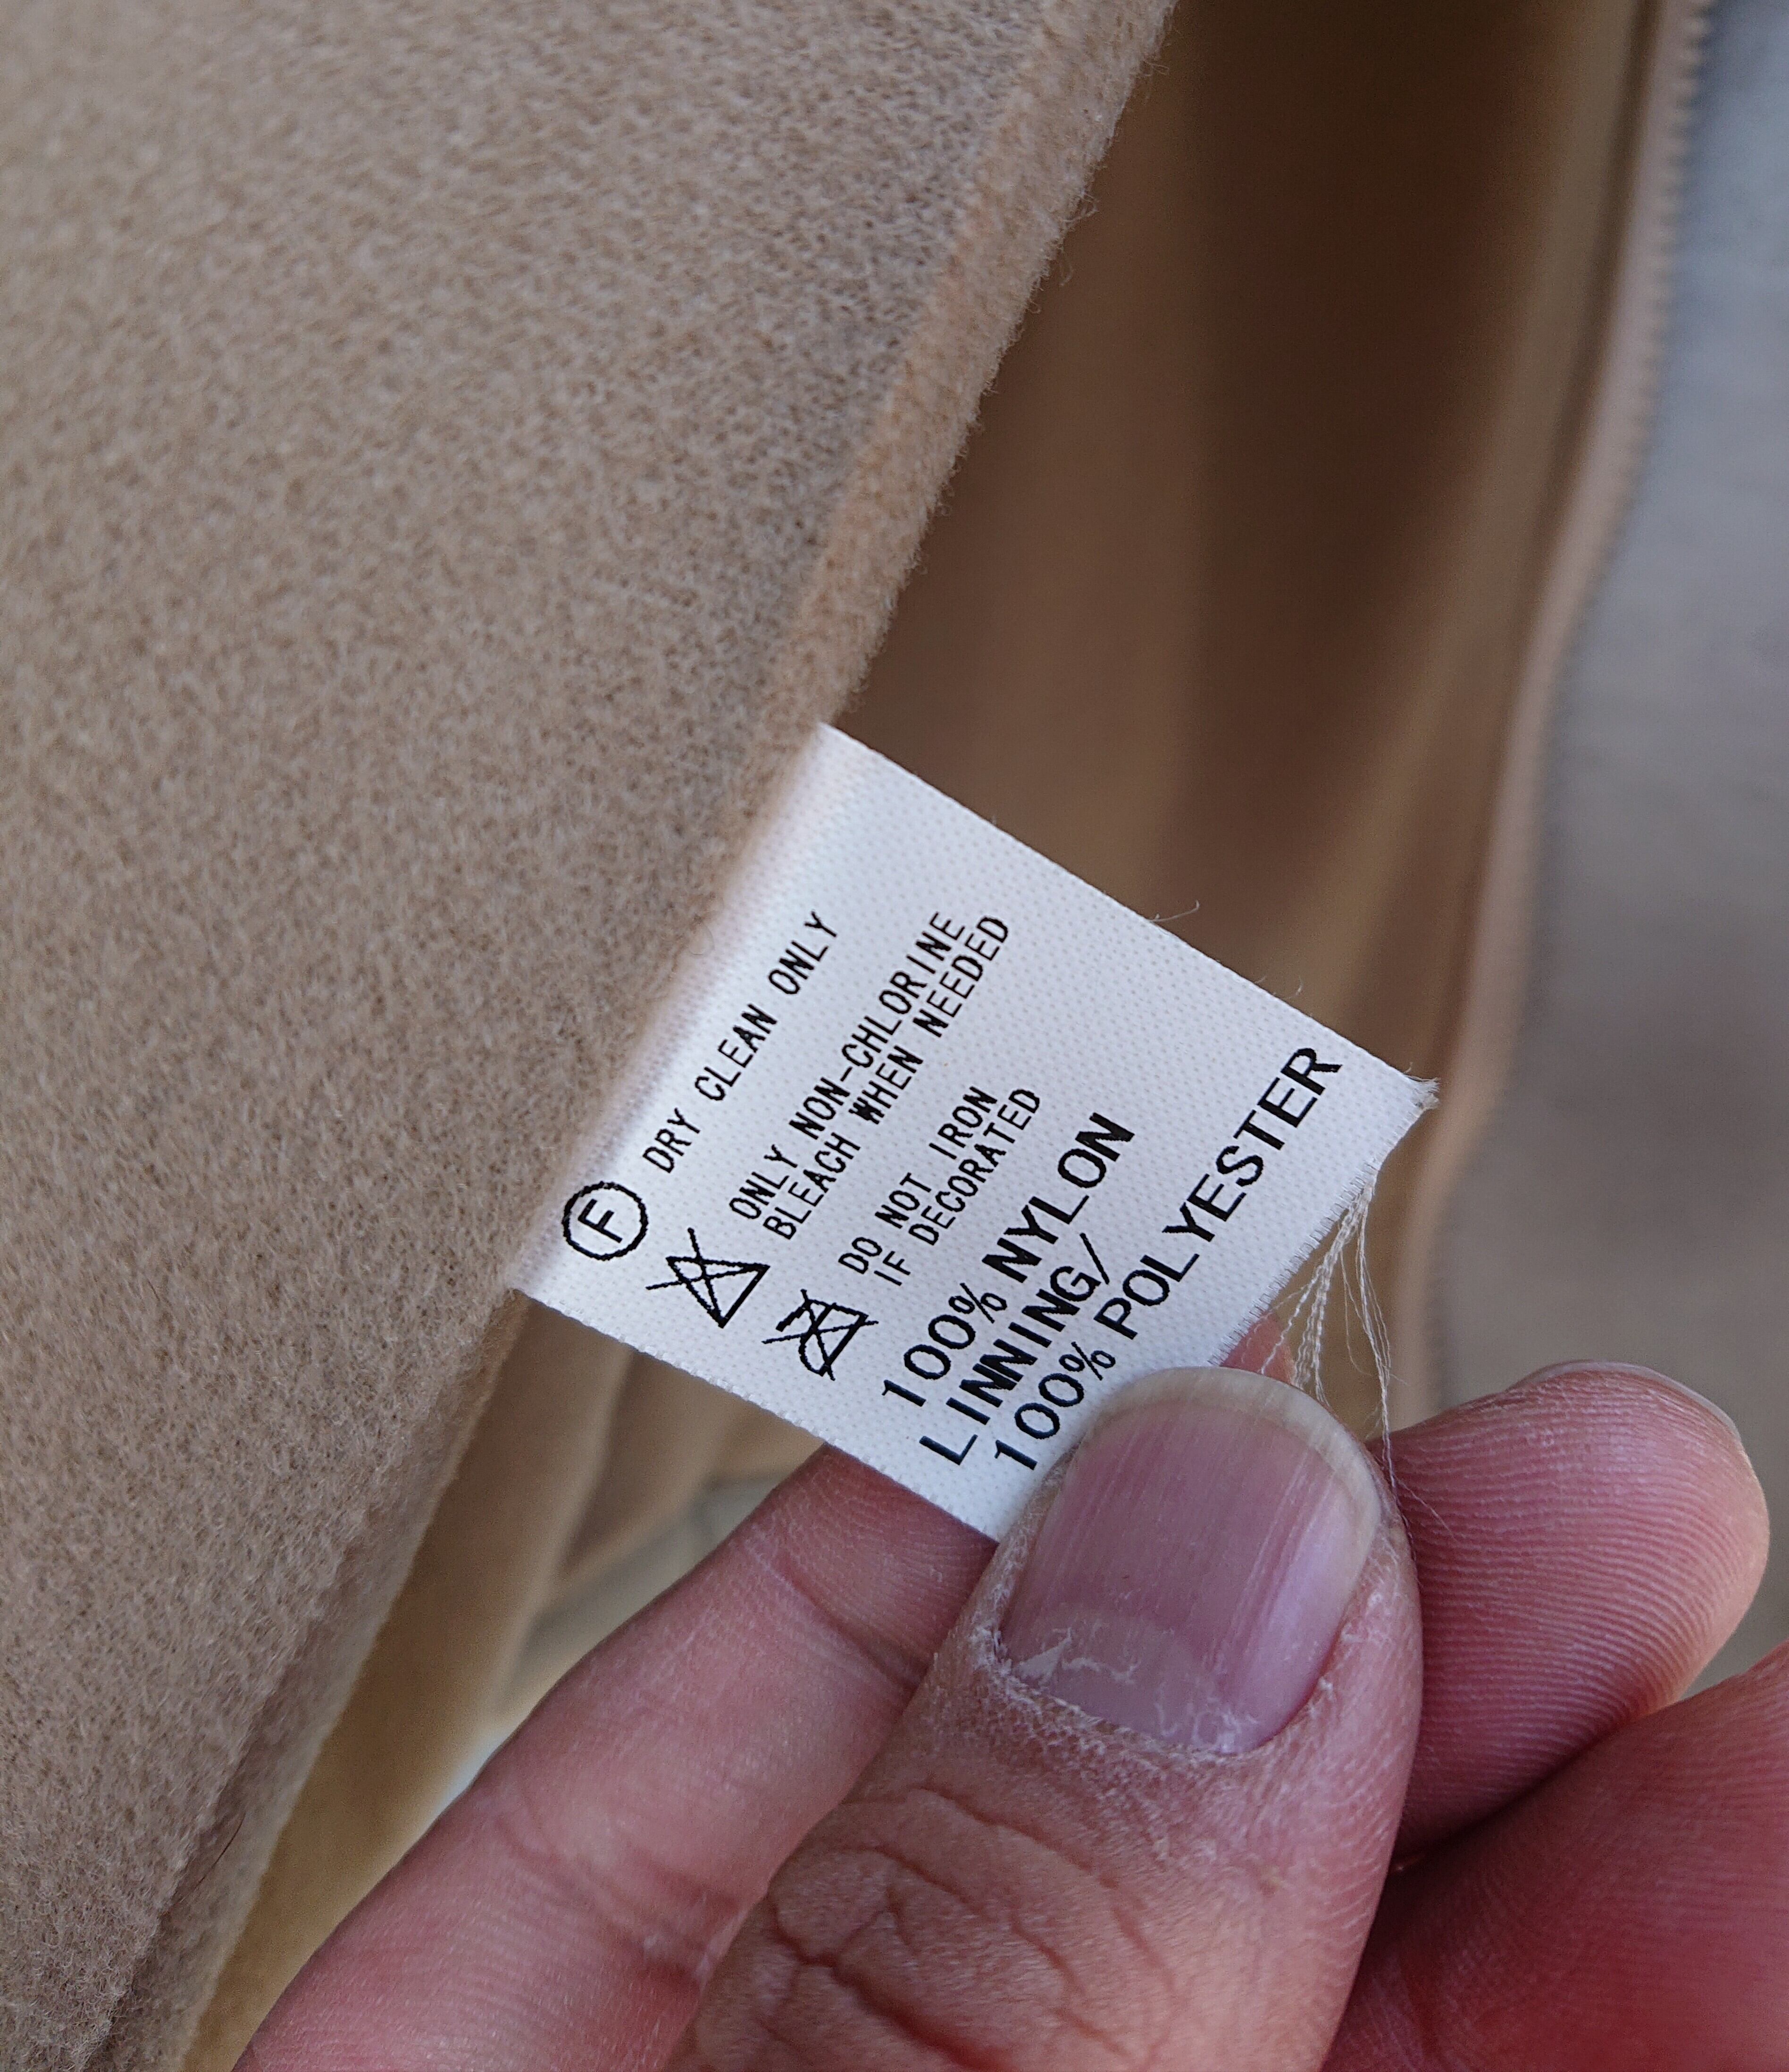 F DRY CLEAN ONLY
ONLY NON-CHLORINE
BLEACH WHEN NEEDED
DO NOT IRON
IF DECORATED
100% NYLON
LINNING/
100% POLYESTER